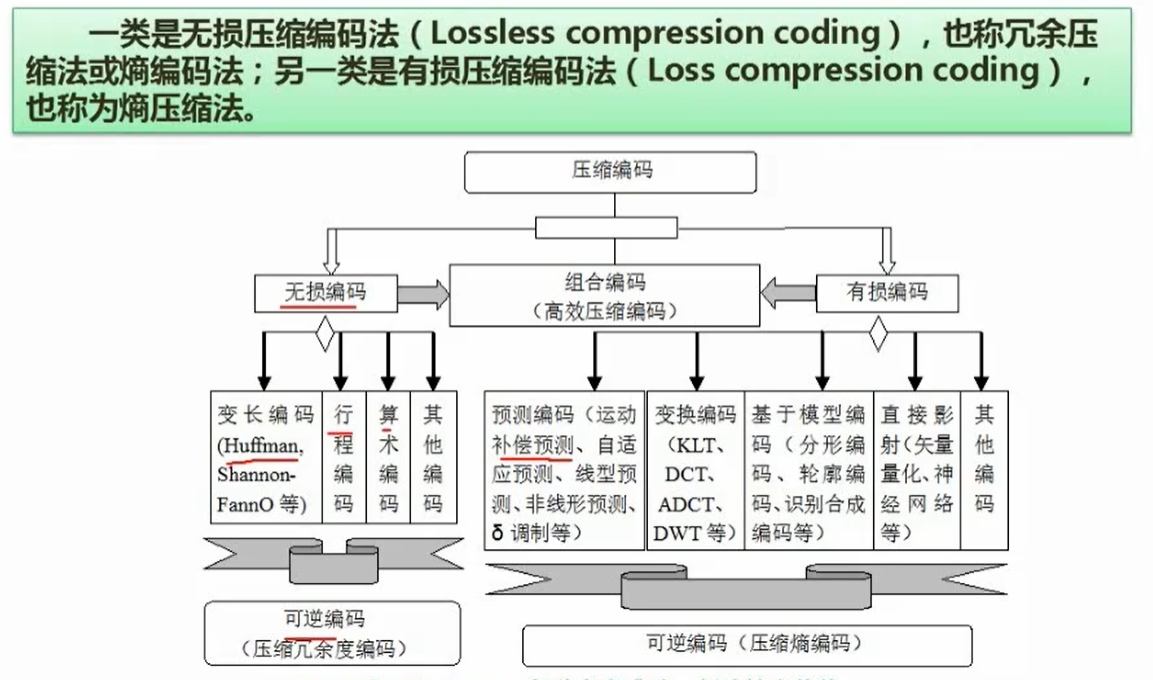 一类是无损压缩编码法（Lossless compression coding），也称冗余压
缩法或熵编码法；另一类是有损压缩编码法（Loss compression coding），
也称为熵压缩法。
压缩编码
无损编码
组合编码
（高效压缩编码）
有损编码
变长编码
(Huffman,
Shannon-
FannO 等)
行
程
编
码
算
术
编
码
其
他
编
码
预测编码（运动
补偿预测、自适
应预测、线型预
测、非线形预测、
δ 调制等）
变换编码
（KLT、
DCT、
ADCT、
DWT 等）
基于模型编
码（分形编
码、轮廓编
码、识别合成
编码等）
直接影
射（矢量
量化、神
经网络
等）
其
他
编
码
可逆编码
（压缩冗余度编码）
可逆编码（压缩熵编码）